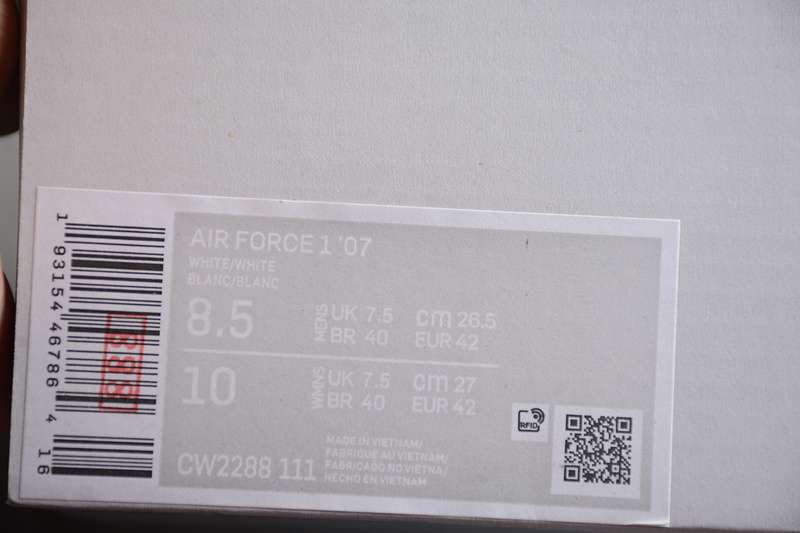 AIR FORCE 1 '07
WHITE/WHITE
BLANC/BLANC
8.5 MENS UK 7.5 cm 26.5
BR 40 EUR 42
10 WMNS UK 7.5 cm 27
BR 40 EUR 42
CW2288 111
MADE IN VIETNAM/
FABRIQUE AU VIETNAM/
FABRICADO NO VIETNA/
HECHO EN VIETNAM
RFID
1 93154 46786 4 16
888